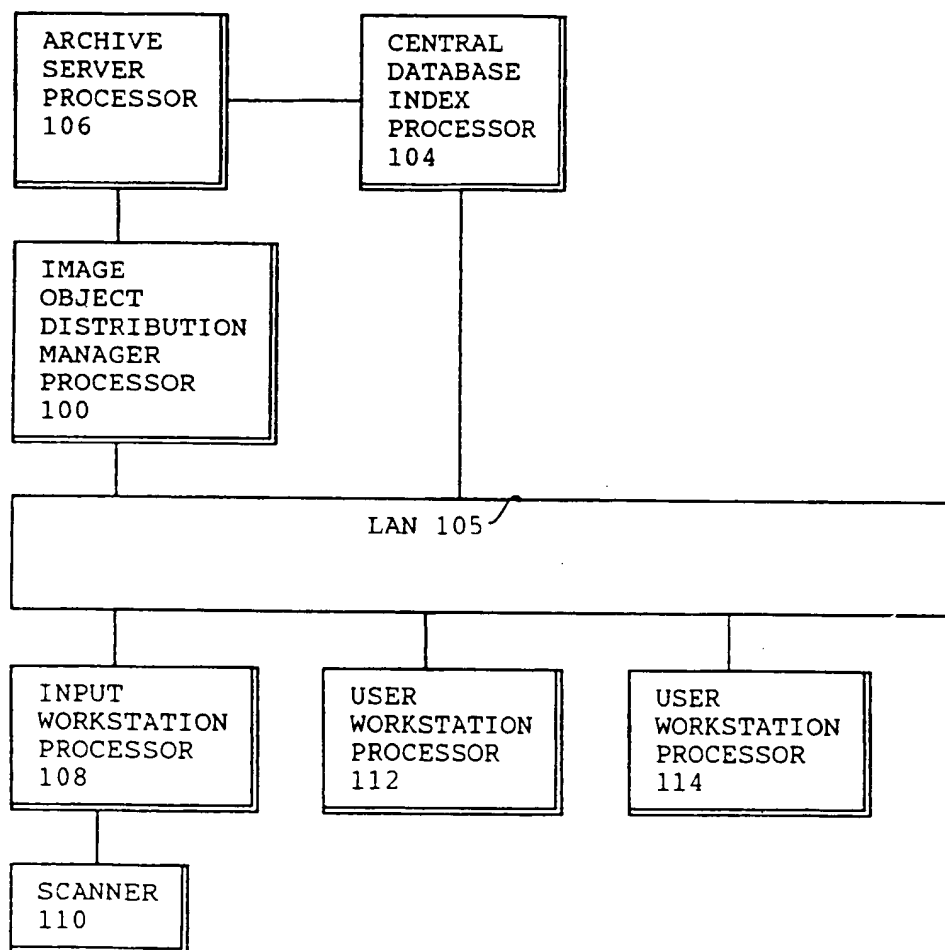 ARCHIVE
SERVER
PROCESSOR
106
CENTRAL
DATABASE
INDEX
PROCESSOR
104
IMAGE
OBJECT
DISTRIBUTION
MANAGER
PROCESSOR
100
LAN 105
INPUT
WORKSTATION
PROCESSOR
108
USER
WORKSTATION
PROCESSOR
112
USER
WORKSTATION
PROCESSOR
114
SCANNER
110